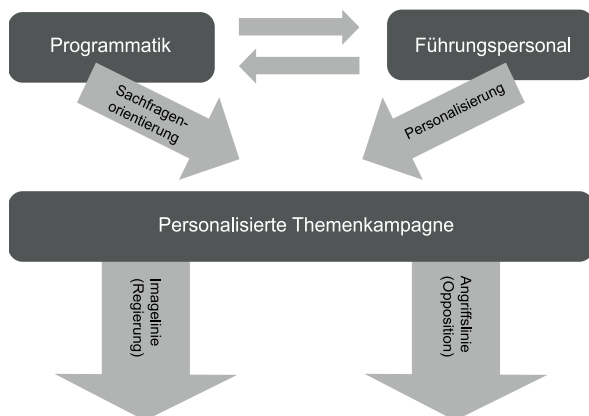 Programmatik
Führungspersonal
Sachfragen-
orientierung
Personalisierung
Personalisierte Themenkampagne
Imagelinie
(Regierung)
Angriffslinie
(Opposition)